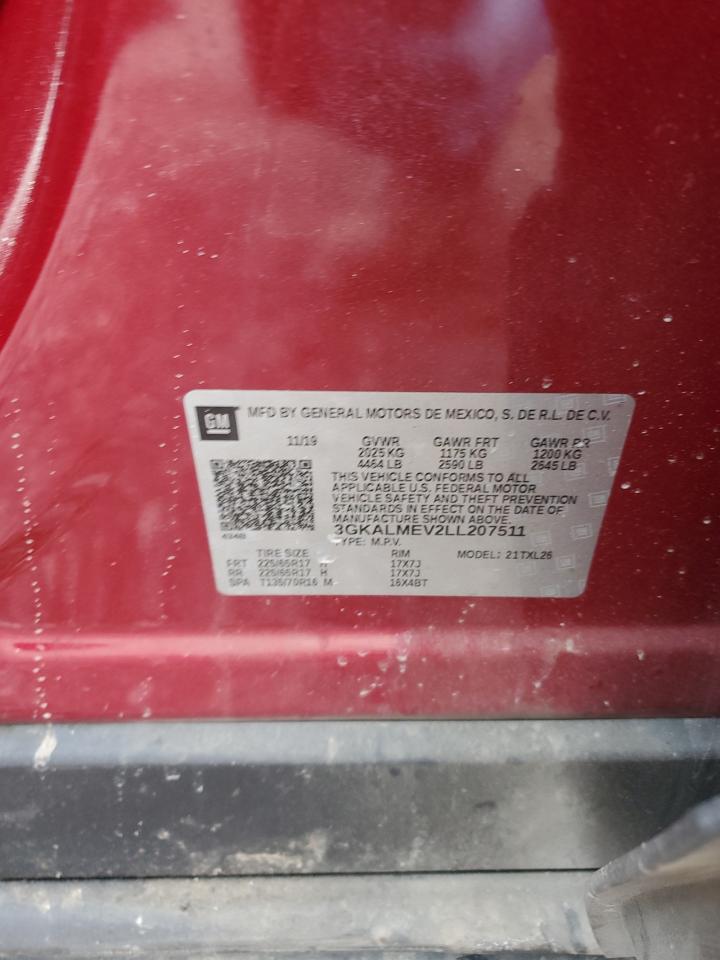 GM MFD BY GENERAL MOTORS DE MEXICO, S. DE R.L. DE C.V.
11/19 GVWR GAWR FRT GAWR RR
2025 KG 1175 KG 1200 KG
4464 LB 2590 LB 2645 LB
THIS VEHICLE CONFORMS TO ALL
APPLICABLE U.S. FEDERAL MOTOR
VEHICLE SAFETY AND THEFT PREVENTION
STANDARDS IN EFFECT ON THE DATE OF
MANUFACTURE SHOWN ABOVE.
3GKALMEV2LL207511
TYPE: M.P.V. MODEL: 21TXL26
TIRE SIZE RIM
FRT 225/65R17 H 17X7J
RR 225/65R17 H 17X7J
SPA T135/70R16 M 16X4BT